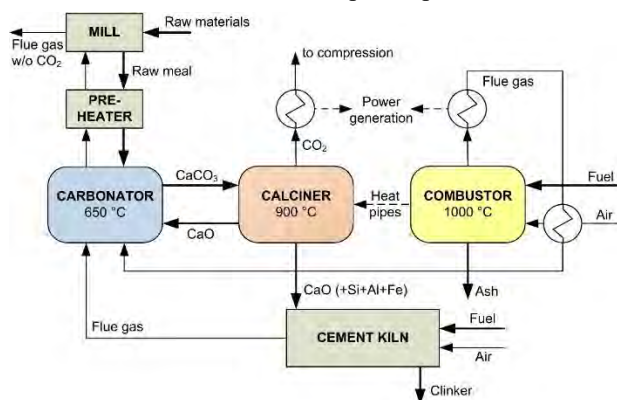 MILL
Raw materials
Flue gas
w/o CO₂
Raw meal
PRE-
HEATER
to compression
Flue gas
Power
generation
CO₂
CARBONATOR
650 °C
CaCO₃
CaO
CALCINER
900 °C
Heat
pipes
COMBUSTOR
1000 °C
Fuel
Air
CaO (+Si+Al+Fe)
Ash
Flue gas
CEMENT KILN
Fuel
Air
Clinker